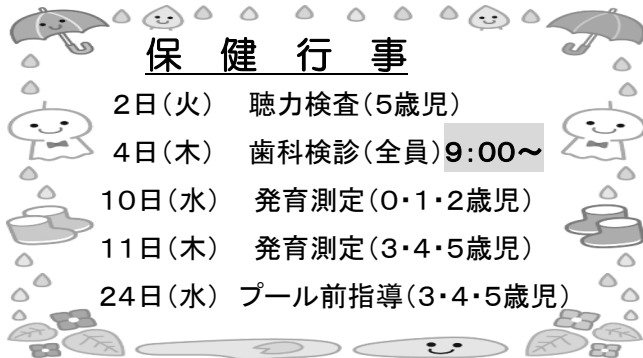 保 健 行 事
2日(火) 聴力検査(5歳児)
4日(木) 歯科検診(全員)9:00~
10日(水) 発育測定(0・1・2歳児)
11日(木) 発育測定(3・4・5歳児)
24日(水) プール前指導(3・4・5歳児)